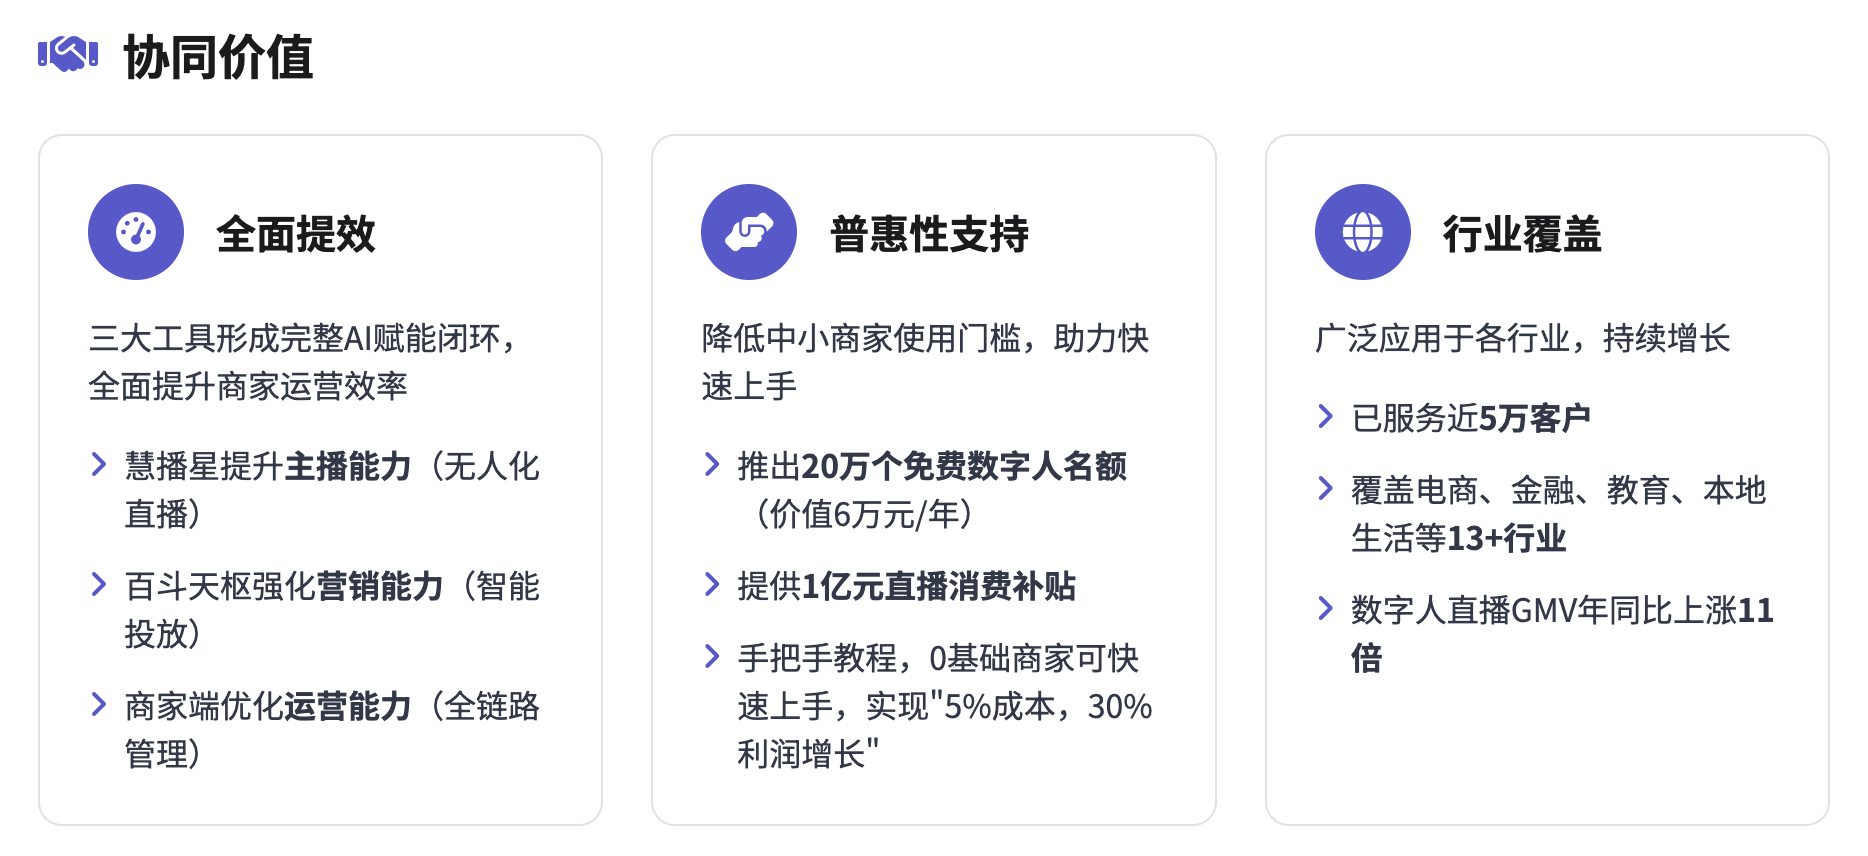 协同价值
全面提效
三大工具形成完整AI赋能闭环，
全面提升商家运营效率
慧播星提升主播能力（无人化
直播）
百斗天枢强化营销能力（智能
投放）
商家端优化运营能力（全链路
管理）
普惠性支持
降低中小商家使用门槛，助力快
速上手
推出20万个免费数字人名额
（价值6万元/年）
提供1亿元直播消费补贴
手把手教程，0基础商家可快
速上手，实现"5%成本，30%
利润增长"
行业覆盖
广泛应用于各行业，持续增长
已服务近5万客户
覆盖电商、金融、教育、本地
生活等13+行业
数字人直播GMV年同比上涨11
倍